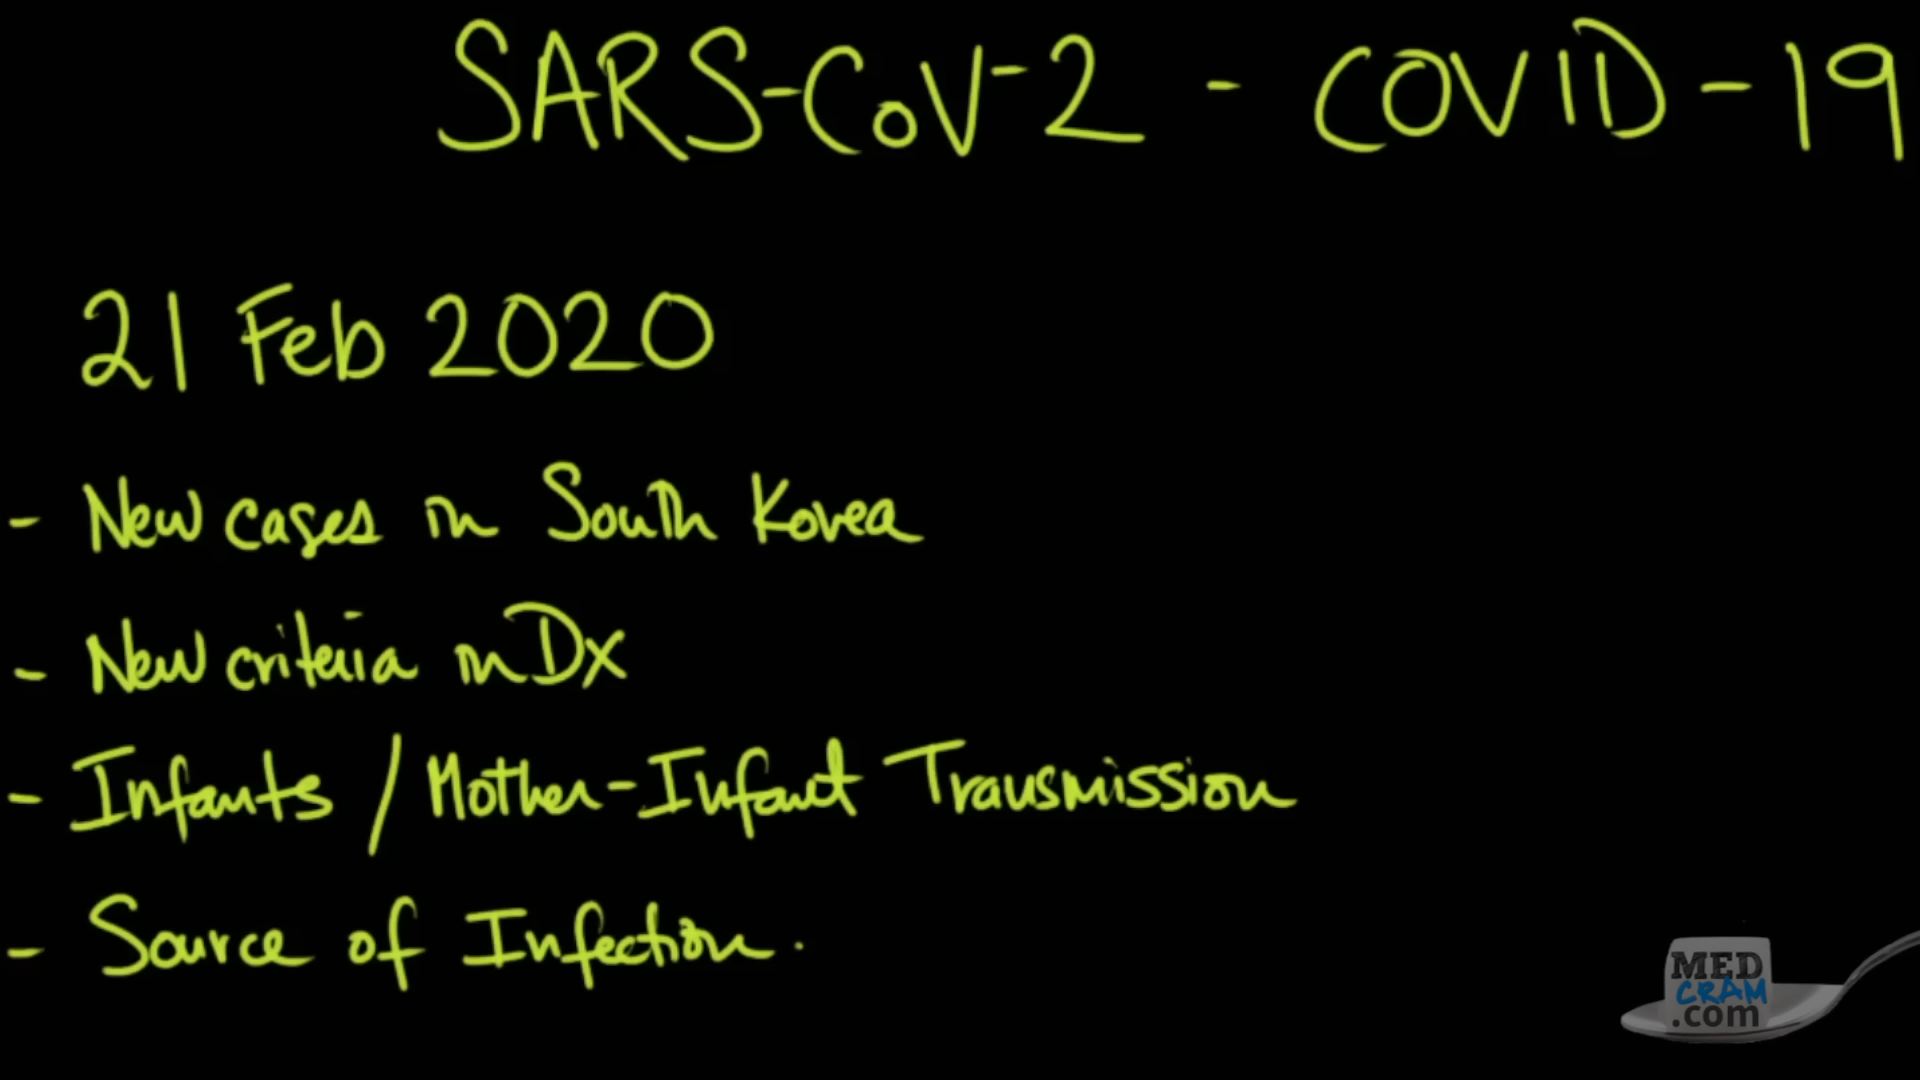 SARS-CoV-2 - COVID-19
21 Feb 2020
- New cases in South Korea
- New criteria in Dx
- Infants / Mother-Infant Transmission
- Source of Infection.
MED
CRAM
.com